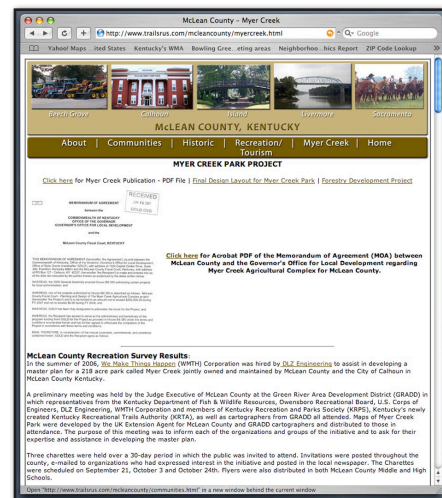 McLean County – Myer Creek
http://www.trailsrus.com/mcleancounty/myercreek.html
Google
Yahoo! Maps ...ited States Kentucky's WMA Bowling Gree...eting areas Neighborhoo...hics Report ZIP Code Lookup
Beech Grove Calhoun Island Livermore Sacramento
McLEAN COUNTY, KENTUCKY
About | Communities | Historic | Recreation/ | Myer Creek | Home
Tourism
MYER CREEK PARK PROJECT
Click here for Myer Creek Publication - PDF File | Final Design Layout for Myer Creek Park | Forestry Development Project
RECEIVED
MEMORANDUM OF AGREEMENT
between the
COMMONWEALTH OF KENTUCKY
OFFICE OF THE GOVERNOR
GOVERNOR'S OFFICE FOR LOCAL DEVELOPMENT
and the
McLean County Fiscal Court, KENTUCKY
Click here for Acrobat PDF of the Memorandum of Agreement (MOA) between
McLean County and the Governor's Office for Local Development regarding
Myer Creek Agricultural Complex for McLean County.
McLean County Recreation Survey Results:
In the summer of 2006, We Make Things Happen (WMTH) Corporation was hired by DLZ Engineering to assist in developing a
master plan for a 218 acre park called Myer Creek jointly owned and maintained by McLean County and the City of Calhoun in
McLean County Kentucky.
A preliminary meeting was held by the Judge Executive of McLean County at the Green River Area Development District (GRADD) in
which representatives from the Kentucky Department of Fish & Wildlife Resources, Owensboro Recreational Board, U.S. Corps of
Engineers, DLZ Engineering, WMTH Corporation and members of Kentucky Recreation and Parks Society (KRPS), Kentucky's newly
created Kentucky Recreational Trails Authority (KRTA), as well as cartographers from GRADD all attended. Maps of Myer Creek
Park were developed by the UK Extension Agent for McLean County and GRADD cartographers and distributed to those in
attendance. The purpose of this meeting was to inform each of the organizations and groups of the initiative and to ask for their
expertise and assistance in developing the master plan.
Three charettes were held over a 30-day period in which the public was invited to attend. Invitations were posted throughout the
county, e-mailed to organizations who had expressed interest in the initiative and posted in the local newspaper. The Charettes
were scheduled on September 21, October 3 and October 24th. Flyers were also distributed in both McLean County Middle and High
Schools.
Open "http://www.trailsrus.com/mcleancounty/communities.html" in a new window behind the current window